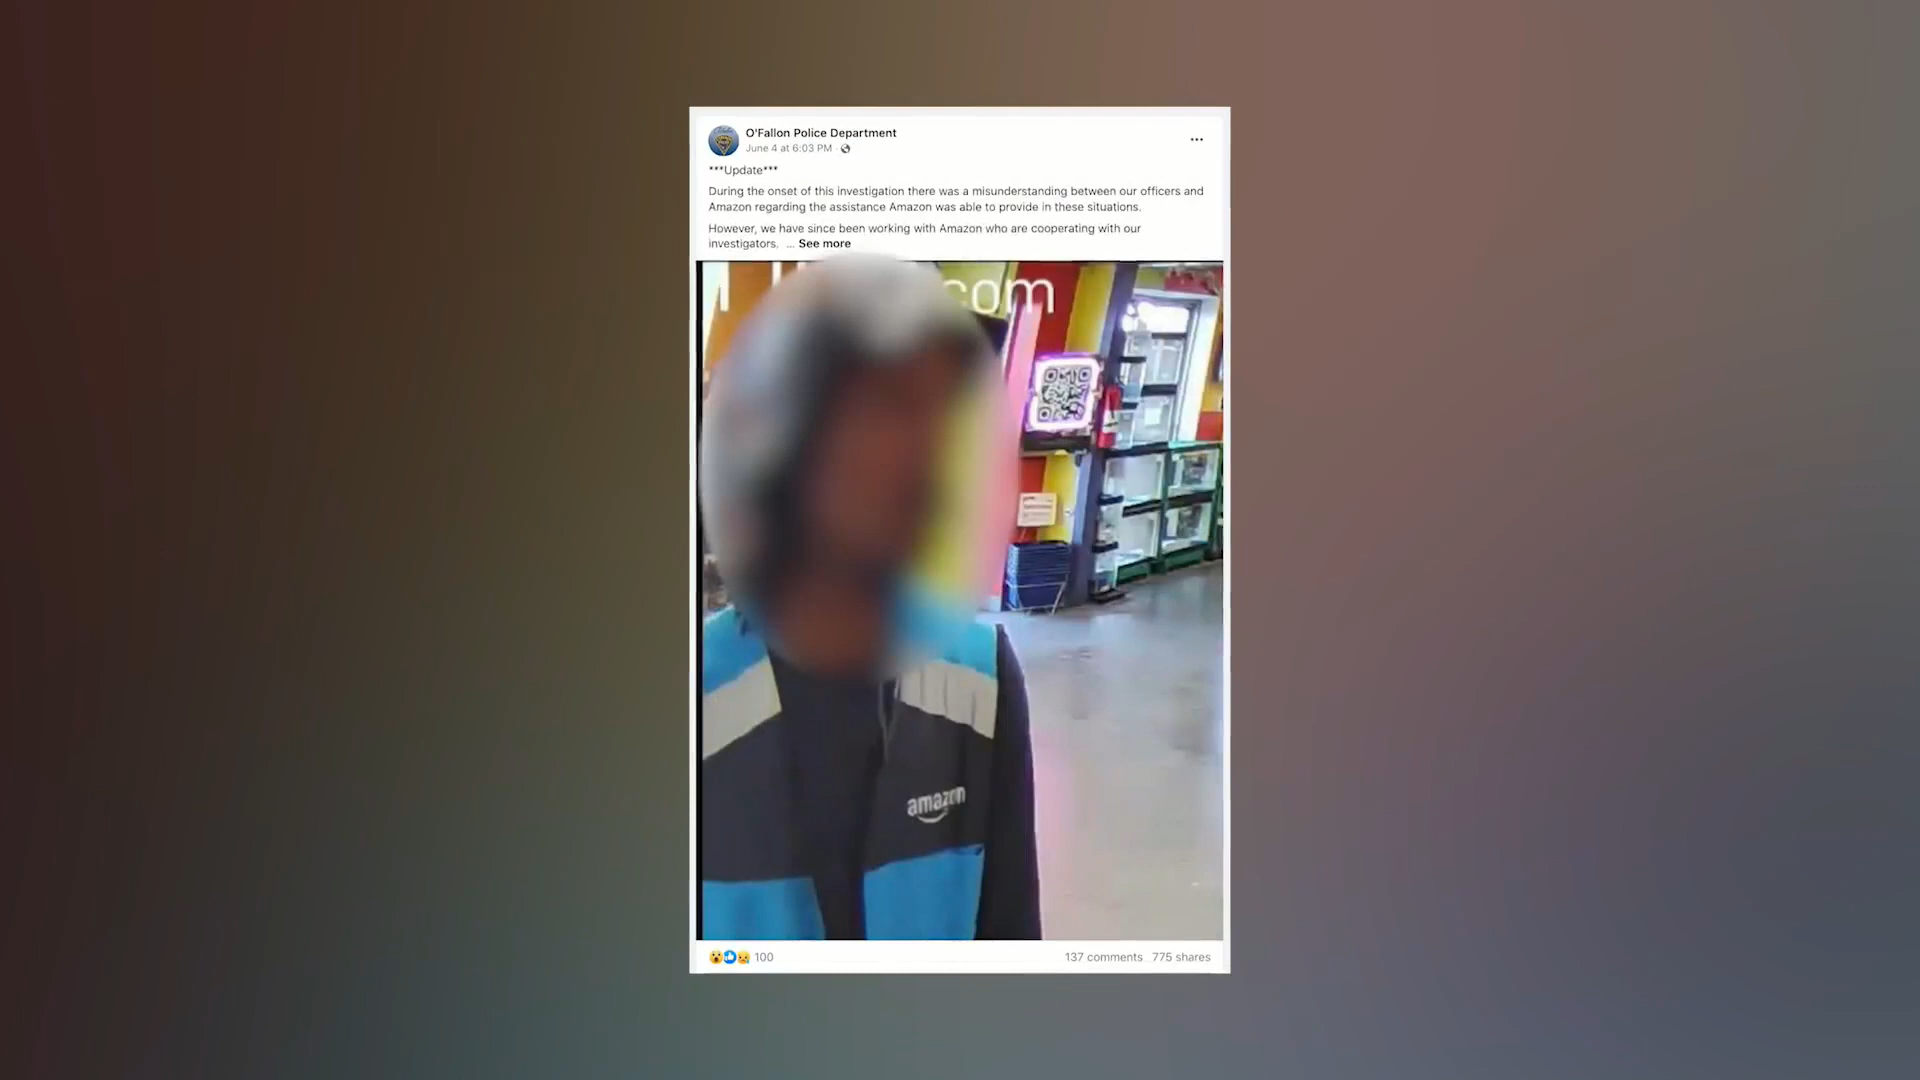 O'Fallon Police Department
June 4 at 6:03 PM ·
***Update***
During the onset of this investigation there was a misunderstanding between our officers and
Amazon regarding the assistance Amazon was able to provide in these situations.
However, we have since been working with Amazon who are cooperating with our
investigators. ... See more
com
amazon
100
137 comments 775 shares